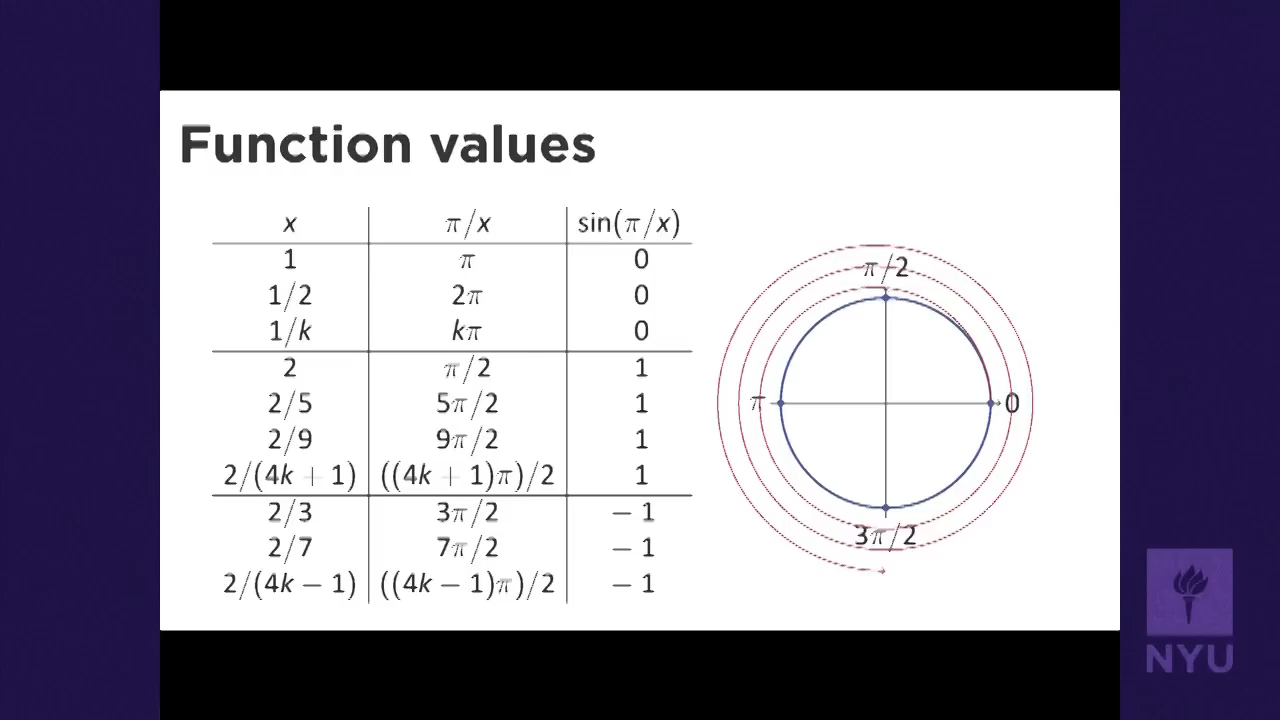 Function values
x π/x sin(π/x)
1 π 0
1/2 2π 0
1/k kπ 0
2 π/2 1
2/5 5π/2 1
2/9 9π/2 1
2/(4k + 1) ((4k + 1)π)/2 1
2/3 3π/2 − 1
2/7 7π/2 − 1
2/(4k − 1) ((4k − 1)π)/2 − 1
π/2
π 0
3π/2
NYU